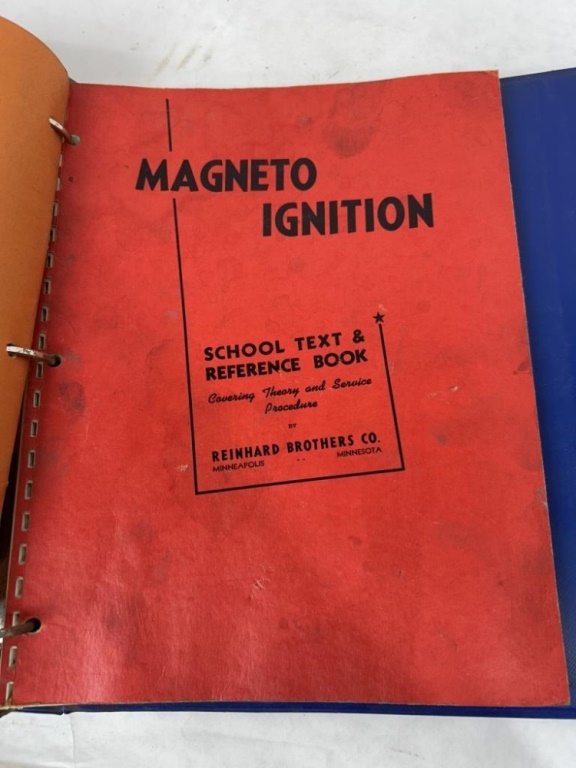 MAGNETO
IGNITION
SCHOOL TEXT &
REFERENCE BOOK
Covering Theory and Service
Procedure
BY
REINHARD BROTHERS CO.
MINNEAPOLIS -- MINNESOTA